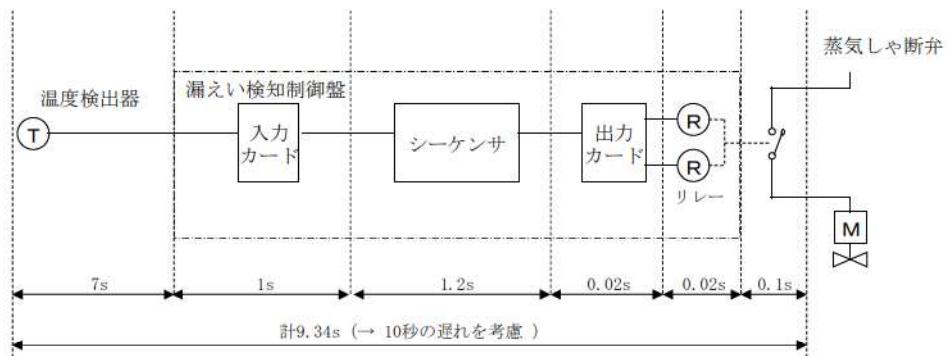 蒸気しゃ断弁
温度検出器
漏えい検知制御盤
T
入力
カード
シーケンサ
出力
カード
R
R
リレー
M
7s
1s
1.2s
0.02s
0.02s
0.1s
計9.34s (→ 10秒の遅れを考慮 )